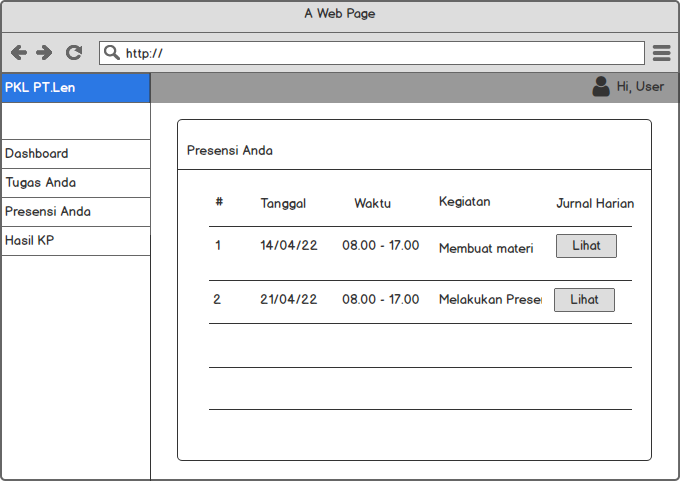 A Web Page
http://
PKL PT.Len
Hi, User
Dashboard
Tugas Anda
Presensi Anda
Hasil KP
Presensi Anda
# Tanggal Waktu Kegiatan Jurnal Harian
1 14/04/22 08.00 - 17.00 Membuat materi Lihat
2 21/04/22 08.00 - 17.00 Melakukan Prese Lihat